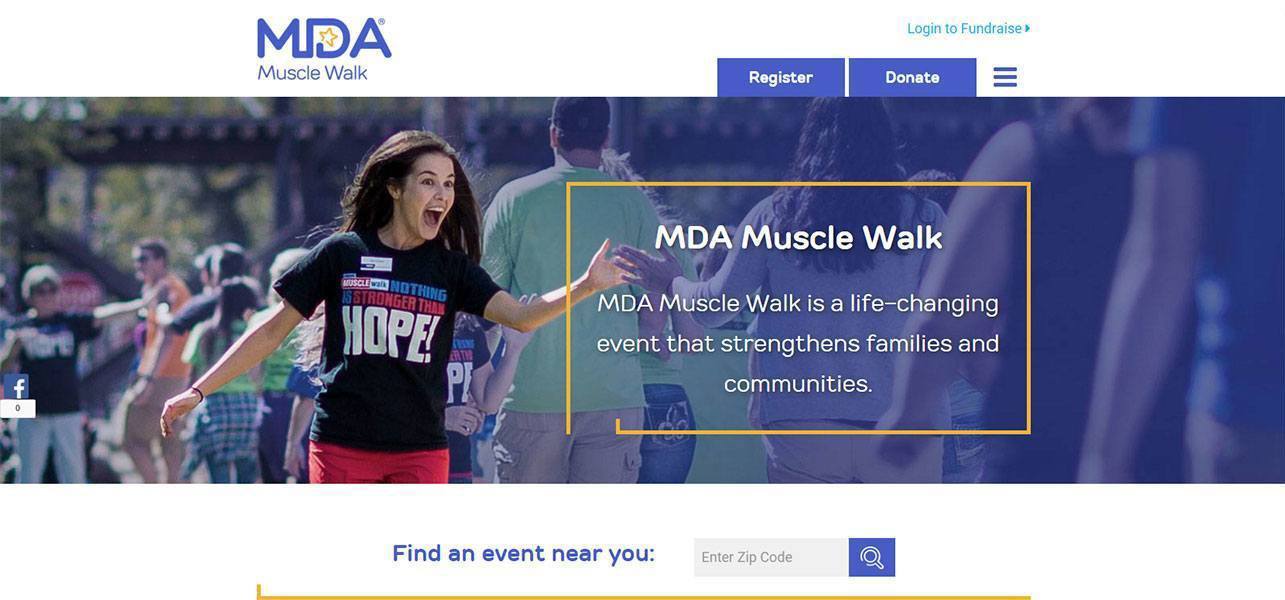 MDA®
Muscle Walk
Login to Fundraise
Register
Donate
MUSCLE walk NOTHING
IS STRONGER THAN
HOPE!
MDA Muscle Walk
MDA Muscle Walk is a life-changing
event that strengthens families and
communities.
f
0
Find an event near you:
Enter Zip Code